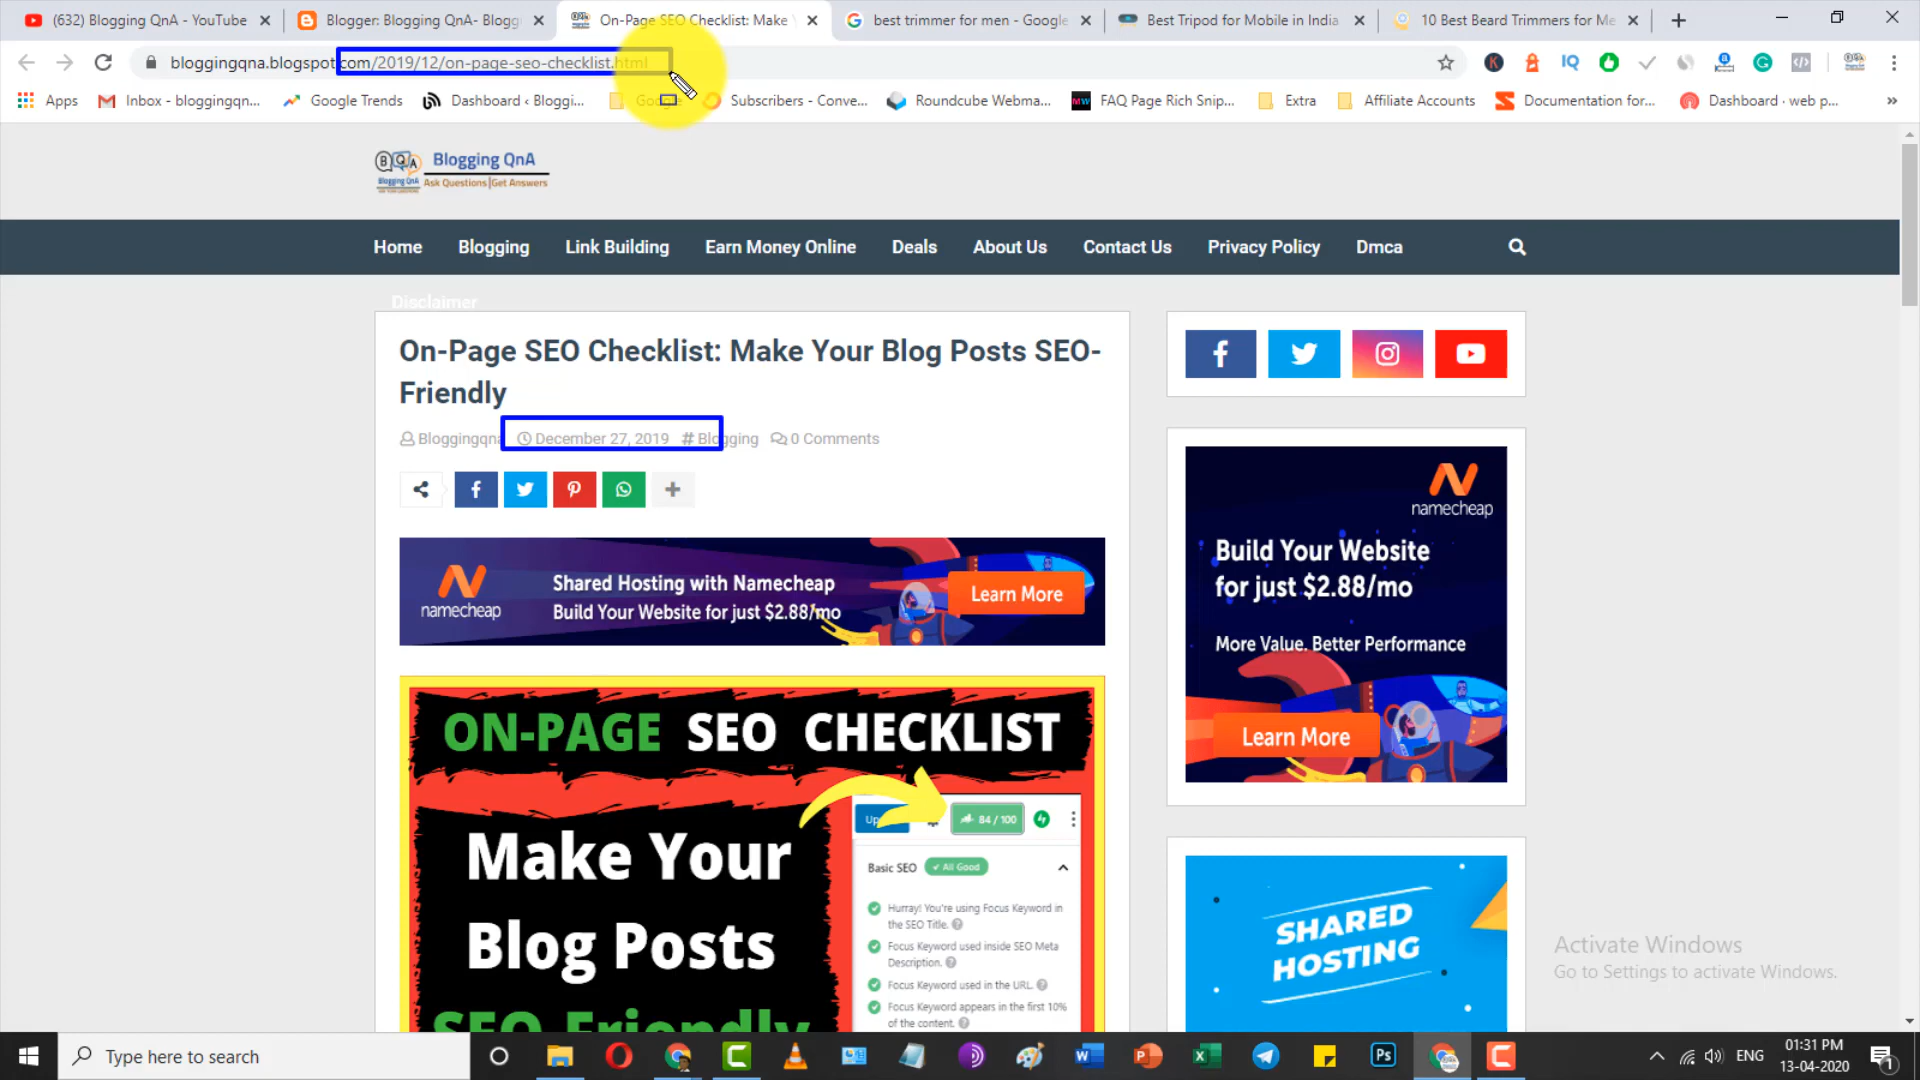 (632) Blogging QnA - YouTube
Blogger: Blogging QnA- Bloggi
On-Page SEO Checklist: Make
best trimmer for men - Google
Best Tripod for Mobile in India
10 Best Beard Trimmers for Me
bloggingqna.blogspot.com/2019/12/on-page-seo-checklist.html
Apps
Inbox - bloggingqn...
Google Trends
Dashboard ‹ Bloggi...
Google
Subscribers - Conve...
Roundcube Webma...
FAQ Page Rich Snip...
Extra
Affiliate Accounts
Documentation for...
Dashboard - web p...
BQA
Blogging QnA
Blogging QnA
Ask Questions|Get Answers
Home
Blogging
Link Building
Earn Money Online
Deals
About Us
Contact Us
Privacy Policy
Dmca
Disclaimer
On-Page SEO Checklist: Make Your Blog Posts SEO-
Friendly
Bloggingqna
December 27, 2019
# Blogging
0 Comments
namecheap
Shared Hosting with Namecheap
Build Your Website for just $2.88/mo
Learn More
ON-PAGE SEO CHECKLIST
Make Your
Blog Posts
SEO-Friendly
84 / 100
Basic SEO
All Good
Hurray! You're using Focus Keyword in
the SEO Title.
Focus Keyword used inside SEO Meta
Description.
Focus Keyword used in the URL.
Focus Keyword appears in the first 10%
of the content.
namecheap
Build Your Website
for just $2.88/mo
More Value. Better Performance
Learn More
SHARED
HOSTING
Activate Windows
Go to Settings to activate Windows.
Type here to search
ENG
01:31 PM
13-04-2020